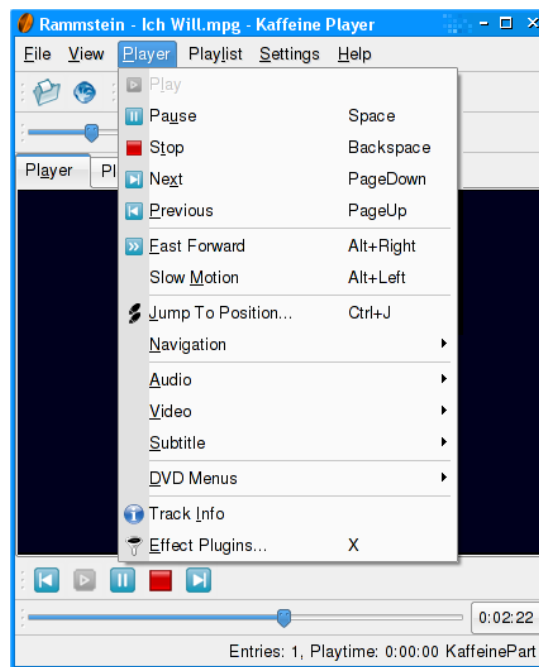 Rammstein - Ich Will.mpg - Kaffeine Player
File View Player Playlist Settings Help
Play
Pause Space
Stop Backspace
Player Pl
Next PageDown
Previous PageUp
Fast Forward Alt+Right
Slow Motion Alt+Left
Jump To Position... Ctrl+J
Navigation
Audio
Video
Subtitle
DVD Menus
Track Info
Effect Plugins... X
0:02:22
Entries: 1, Playtime: 0:00:00 KaffeinePart